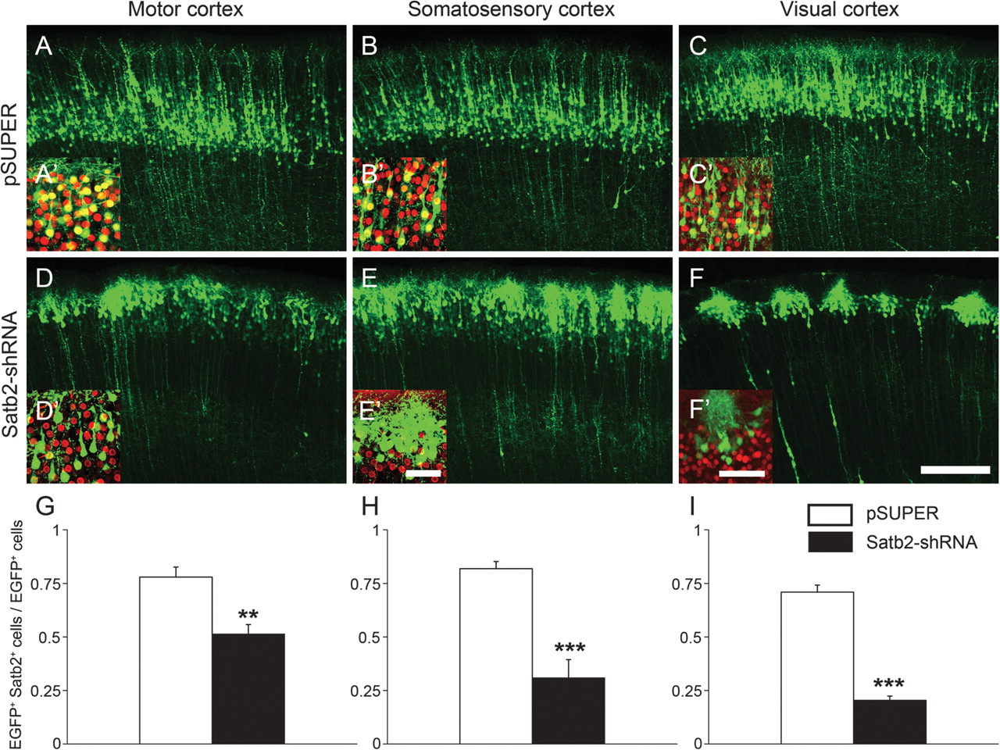 Motor cortex
Somatosensory cortex
Visual cortex
pSUPER
A
B
C
A'
B'
C'
Satb2-shRNA
D
E
F
D'
E'
F'
G
H
I
EGFP⁺ Satb2⁺ cells / EGFP⁺ cells
1
0.75
0.5
0.25
0
**
1
0.75
0.5
0.25
0
***
1
0.75
0.5
0.25
0
***
pSUPER
Satb2-shRNA